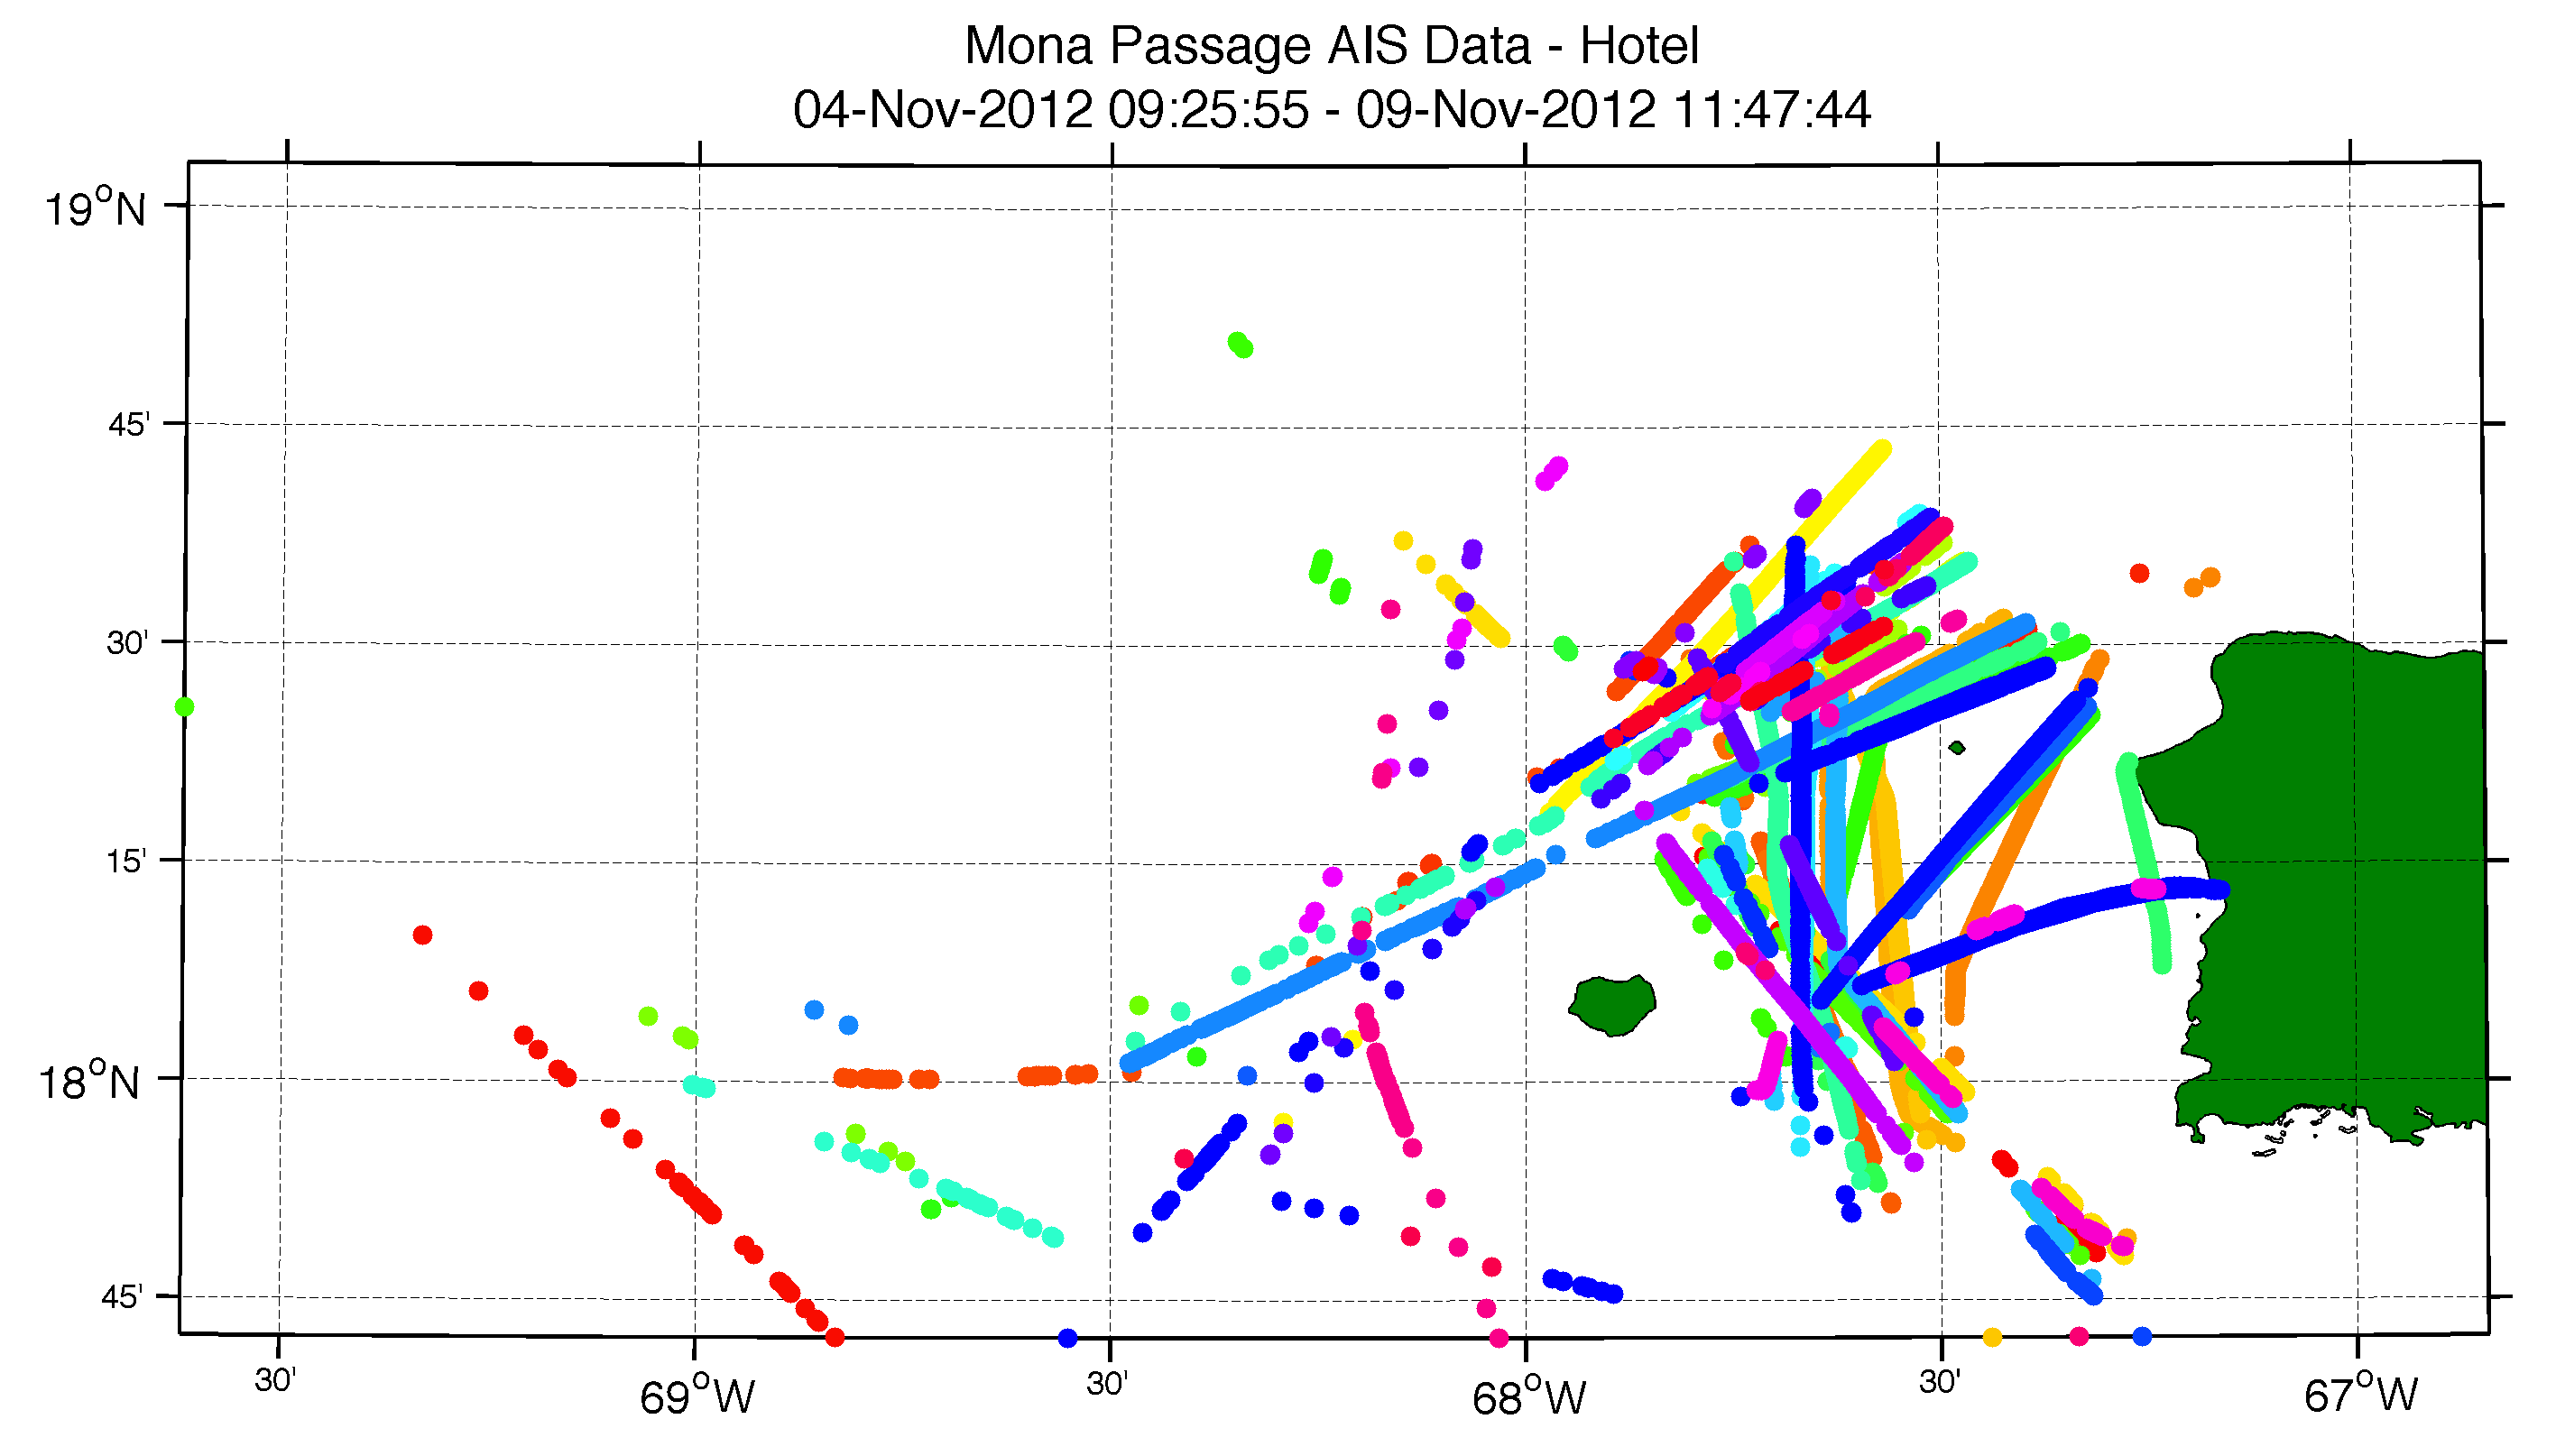 Mona Passage AIS Data - Hotel
04-Nov-2012 09:25:55 - 09-Nov-2012 11:47:44
19°N
45'
30'
15'
18°N
45'
30' 69°W 30' 68°W 30' 67°W